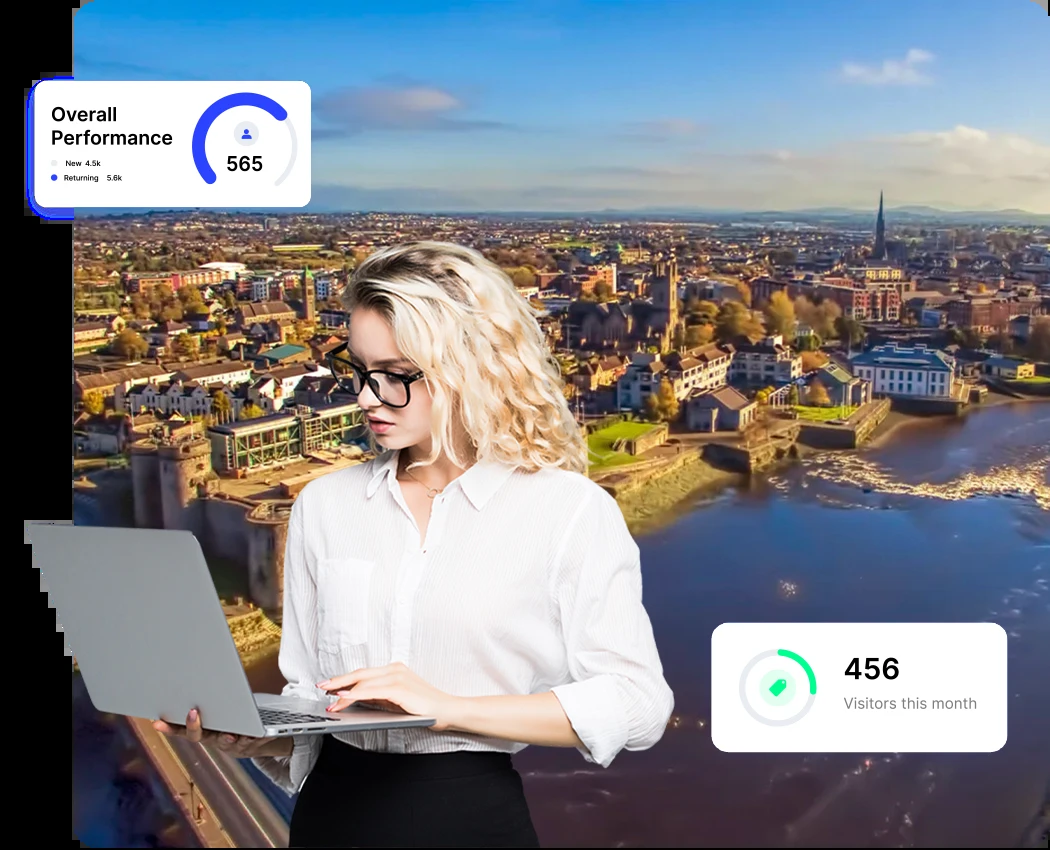 Overall
Performance
New 4.5k
Returning 5.6k
565
456
Visitors this month